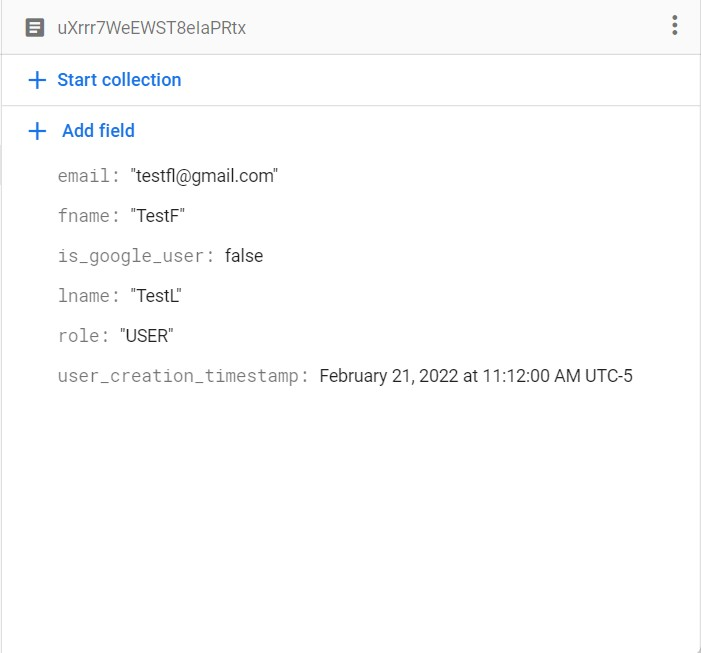 uXrrr7WeEWST8eIaPRtx
Start collection
Add field
email: "testfl@gmail.com"
fname: "TestF"
is_google_user: false
lname: "TestL"
role: "USER"
user_creation_timestamp: February 21, 2022 at 11:12:00 AM UTC-5